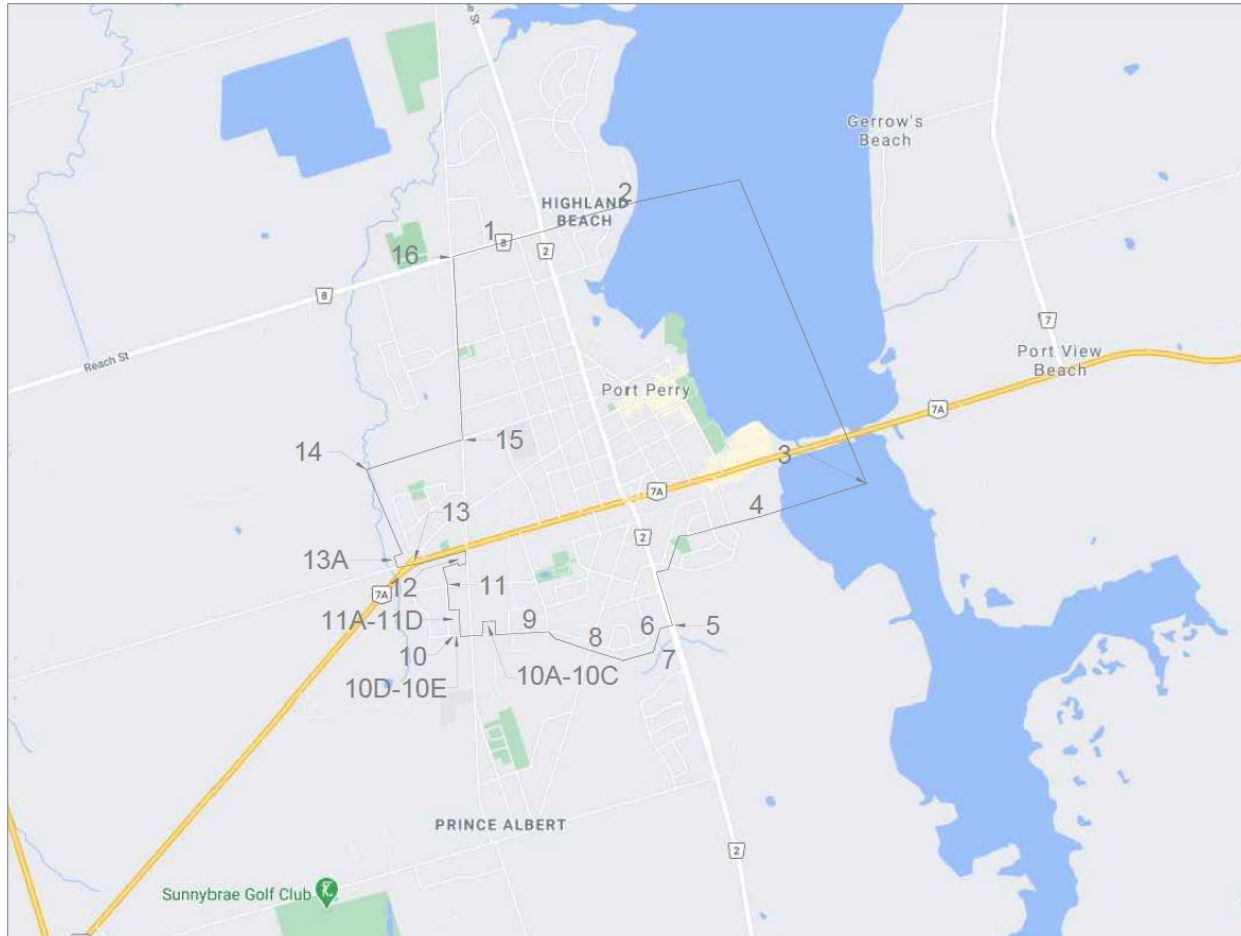 e St
Gerrow's
Beach
2
HIGHLAND
BEACH
1
8
16
2
8
7
Reach St
Port View
Beach
Port Perry
7A
15
14
3
7A
4
13
2
13A
12
11
7A
11A-11D
9
6
5
8
10
7
10A-10C
10D-10E
PRINCE ALBERT
2
Sunnybrae Golf Club